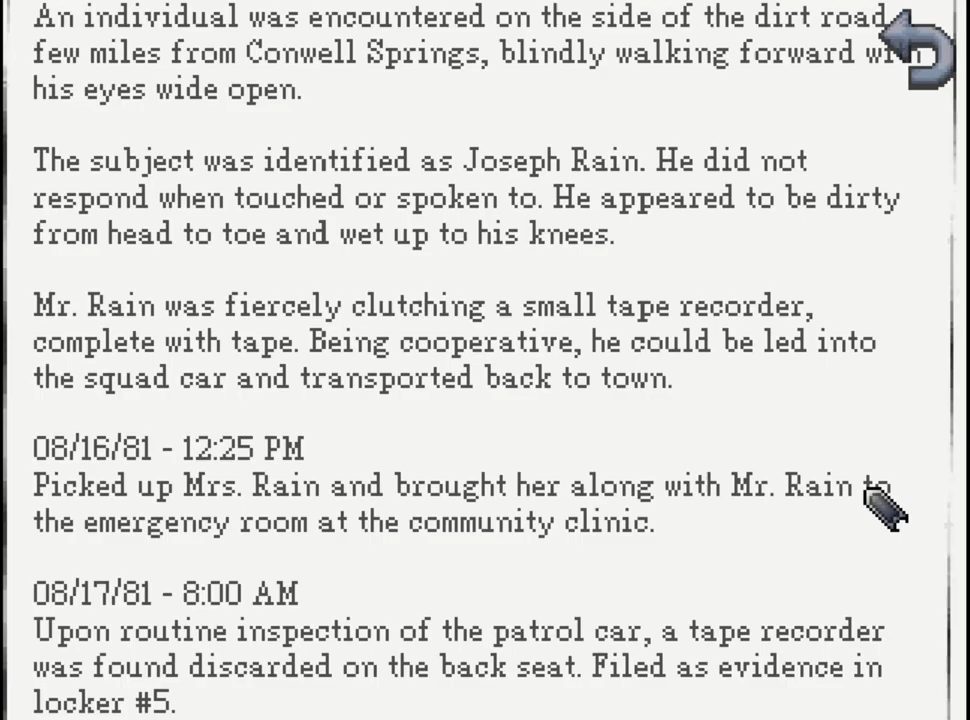 An individual was encountered on the side of the dirt road
few miles from Conwell Springs, blindly walking forward with
his eyes wide open.
The subject was identified as Joseph Rain. He did not
respond when touched or spoken to. He appeared to be dirty
from head to toe and wet up to his knees.
Mr. Rain was fiercely clutching a small tape recorder,
complete with tape. Being cooperative, he could be led into
the squad car and transported back to town.
08/16/81 - 12:25 PM
Picked up Mrs. Rain and brought her along with Mr. Rain to
the emergency room at the community clinic.
08/17/81 - 8:00 AM
Upon routine inspection of the patrol car, a tape recorder
was found discarded on the back seat. Filed as evidence in
locker #5.